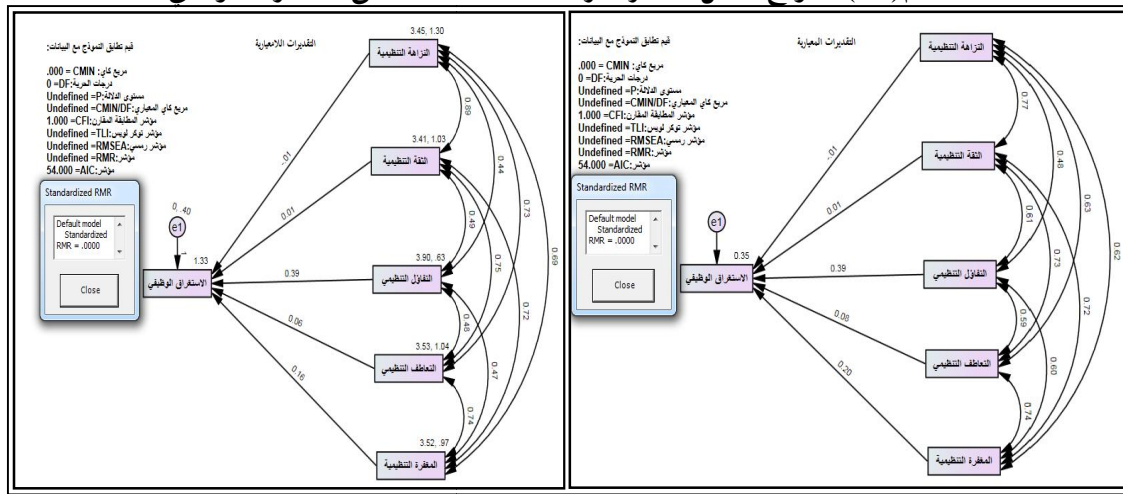 التقديرات اللامعيارية
قيم تطابق النموذج مع البيانات:
مربع كاي: CMIN = .000
درجات الحرية:DF= 0
مستوى الدلالة:P= Undefined
مربع كاي المعياري:CMIN/DF= Undefined
مؤشر المطابقة المقارن:CFI= 1.000
مؤشر توكر لويس:TLI= Undefined
مؤشر رمسي:RMSEA= Undefined
مؤشر:RMR= Undefined
مؤشر:AIC= 54.000
Standardized RMR
Default model
Standardized
RMR = .0000
Close
0, .40
e1
1
1.33
الاستغراق الوظيفي
3.45, 1.30
النزاهة التنظيمية
3.41, 1.03
الثقة التنظيمية
3.90, .63
التفاؤل التنظيمي
3.53, 1.04
التعاطف التنظيمي
3.52, .97
المغفرة التنظيمية
-.01
0.01
0.39
0.06
0.16
0.89
0.44
0.73
0.69
0.49
0.75
0.72
0.48
0.47
0.74
التقديرات المعيارية
قيم تطابق النموذج مع البيانات:
مربع كاي: CMIN = .000
درجات الحرية:DF= 0
مستوى الدلالة:P= Undefined
مربع كاي المعياري:CMIN/DF= Undefined
مؤشر المطابقة المقارن:CFI= 1.000
مؤشر توكر لويس:TLI= Undefined
مؤشر رمسي:RMSEA= Undefined
مؤشر:RMR= Undefined
مؤشر:AIC= 54.000
Standardized RMR
Default model
Standardized
RMR = .0000
Close
e1
0.35
الاستغراق الوظيفي
النزاهة التنظيمية
الثقة التنظيمية
التفاؤل التنظيمي
التعاطف التنظيمي
المغفرة التنظيمية
-.01
0.01
0.39
0.08
0.20
0.77
0.48
0.63
0.62
0.61
0.73
0.72
0.59
0.60
0.74